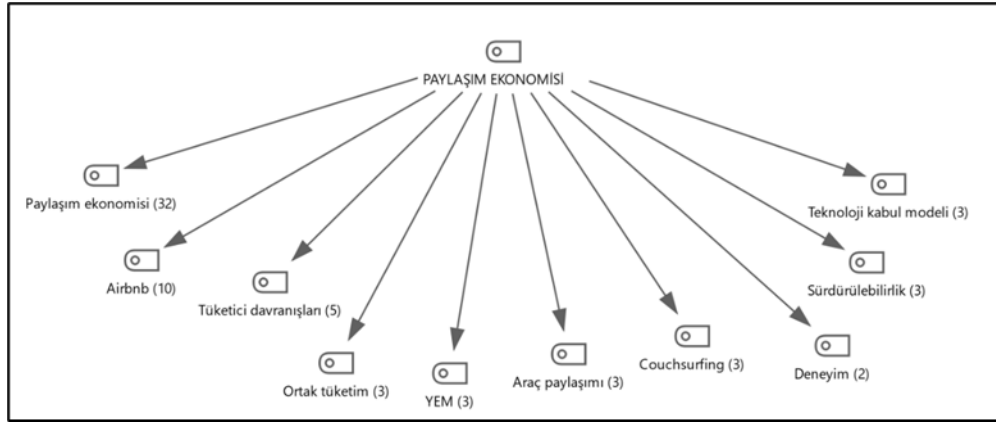 PAYLAŞIM EKONOMİSİ
Paylaşım ekonomisi (32)
Teknoloji kabul modeli (3)
Airbnb (10)
Sürdürülebilirlik (3)
Tüketici davranışları (5)
Couchsurfing (3)
Deneyim (2)
Araç paylaşımı (3)
Ortak tüketim (3)
YEM (3)